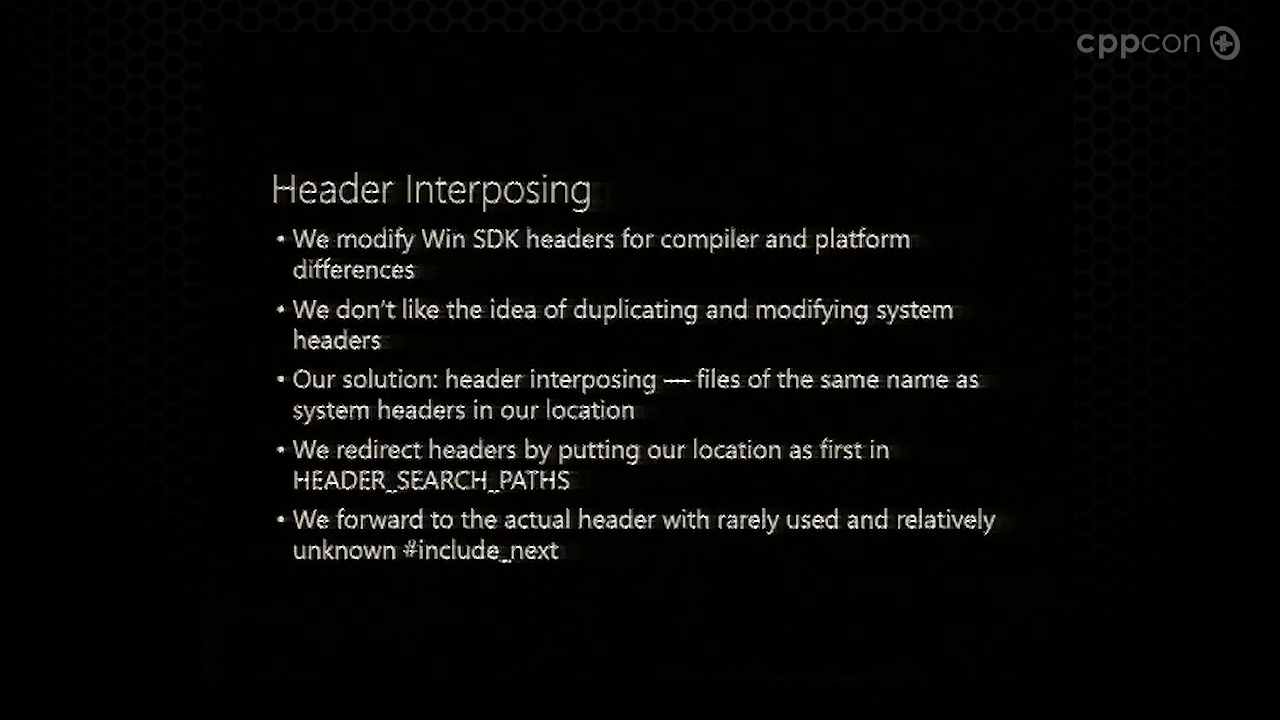 cppcon
Header Interposing
• We modify Win SDK headers for compiler and platform
differences
• We don't like the idea of duplicating and modifying system
headers
• Our solution: header interposing — files of the same name as
system headers in our location
• We redirect headers by putting our location as first in
HEADER_SEARCH_PATHS
• We forward to the actual header with rarely used and relatively
unknown #include_next